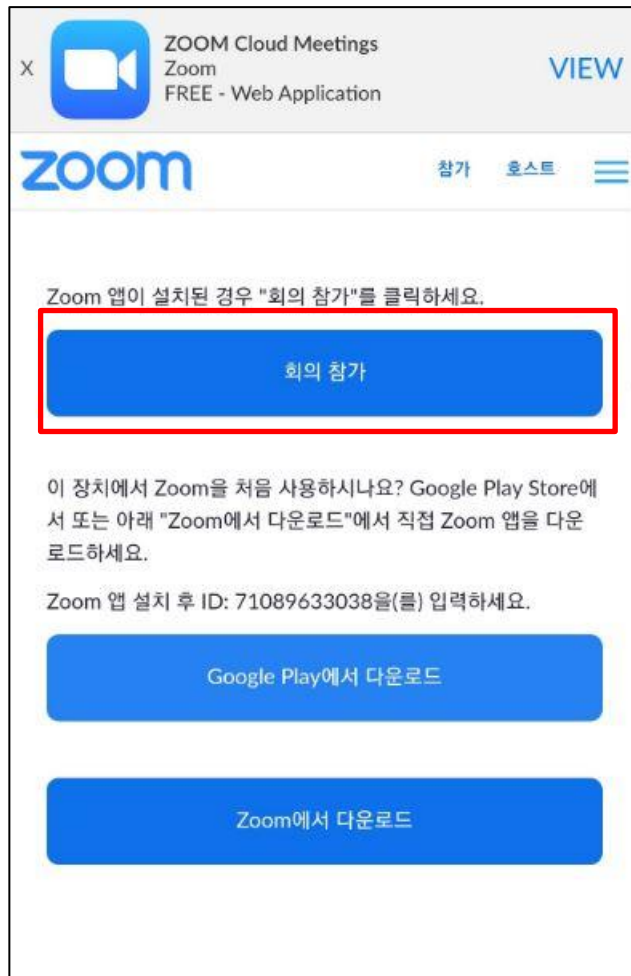 X
ZOOM Cloud Meetings
Zoom
FREE - Web Application
VIEW
zoom
참가 호스트
Zoom 앱이 설치된 경우 "회의 참가"를 클릭하세요.
회의 참가
이 장치에서 Zoom을 처음 사용하시나요? Google Play Store에
서 또는 아래 "Zoom에서 다운로드"에서 직접 Zoom 앱을 다운
로드하세요.
Zoom 앱 설치 후 ID: 71089633038을(를) 입력하세요.
Google Play에서 다운로드
Zoom에서 다운로드